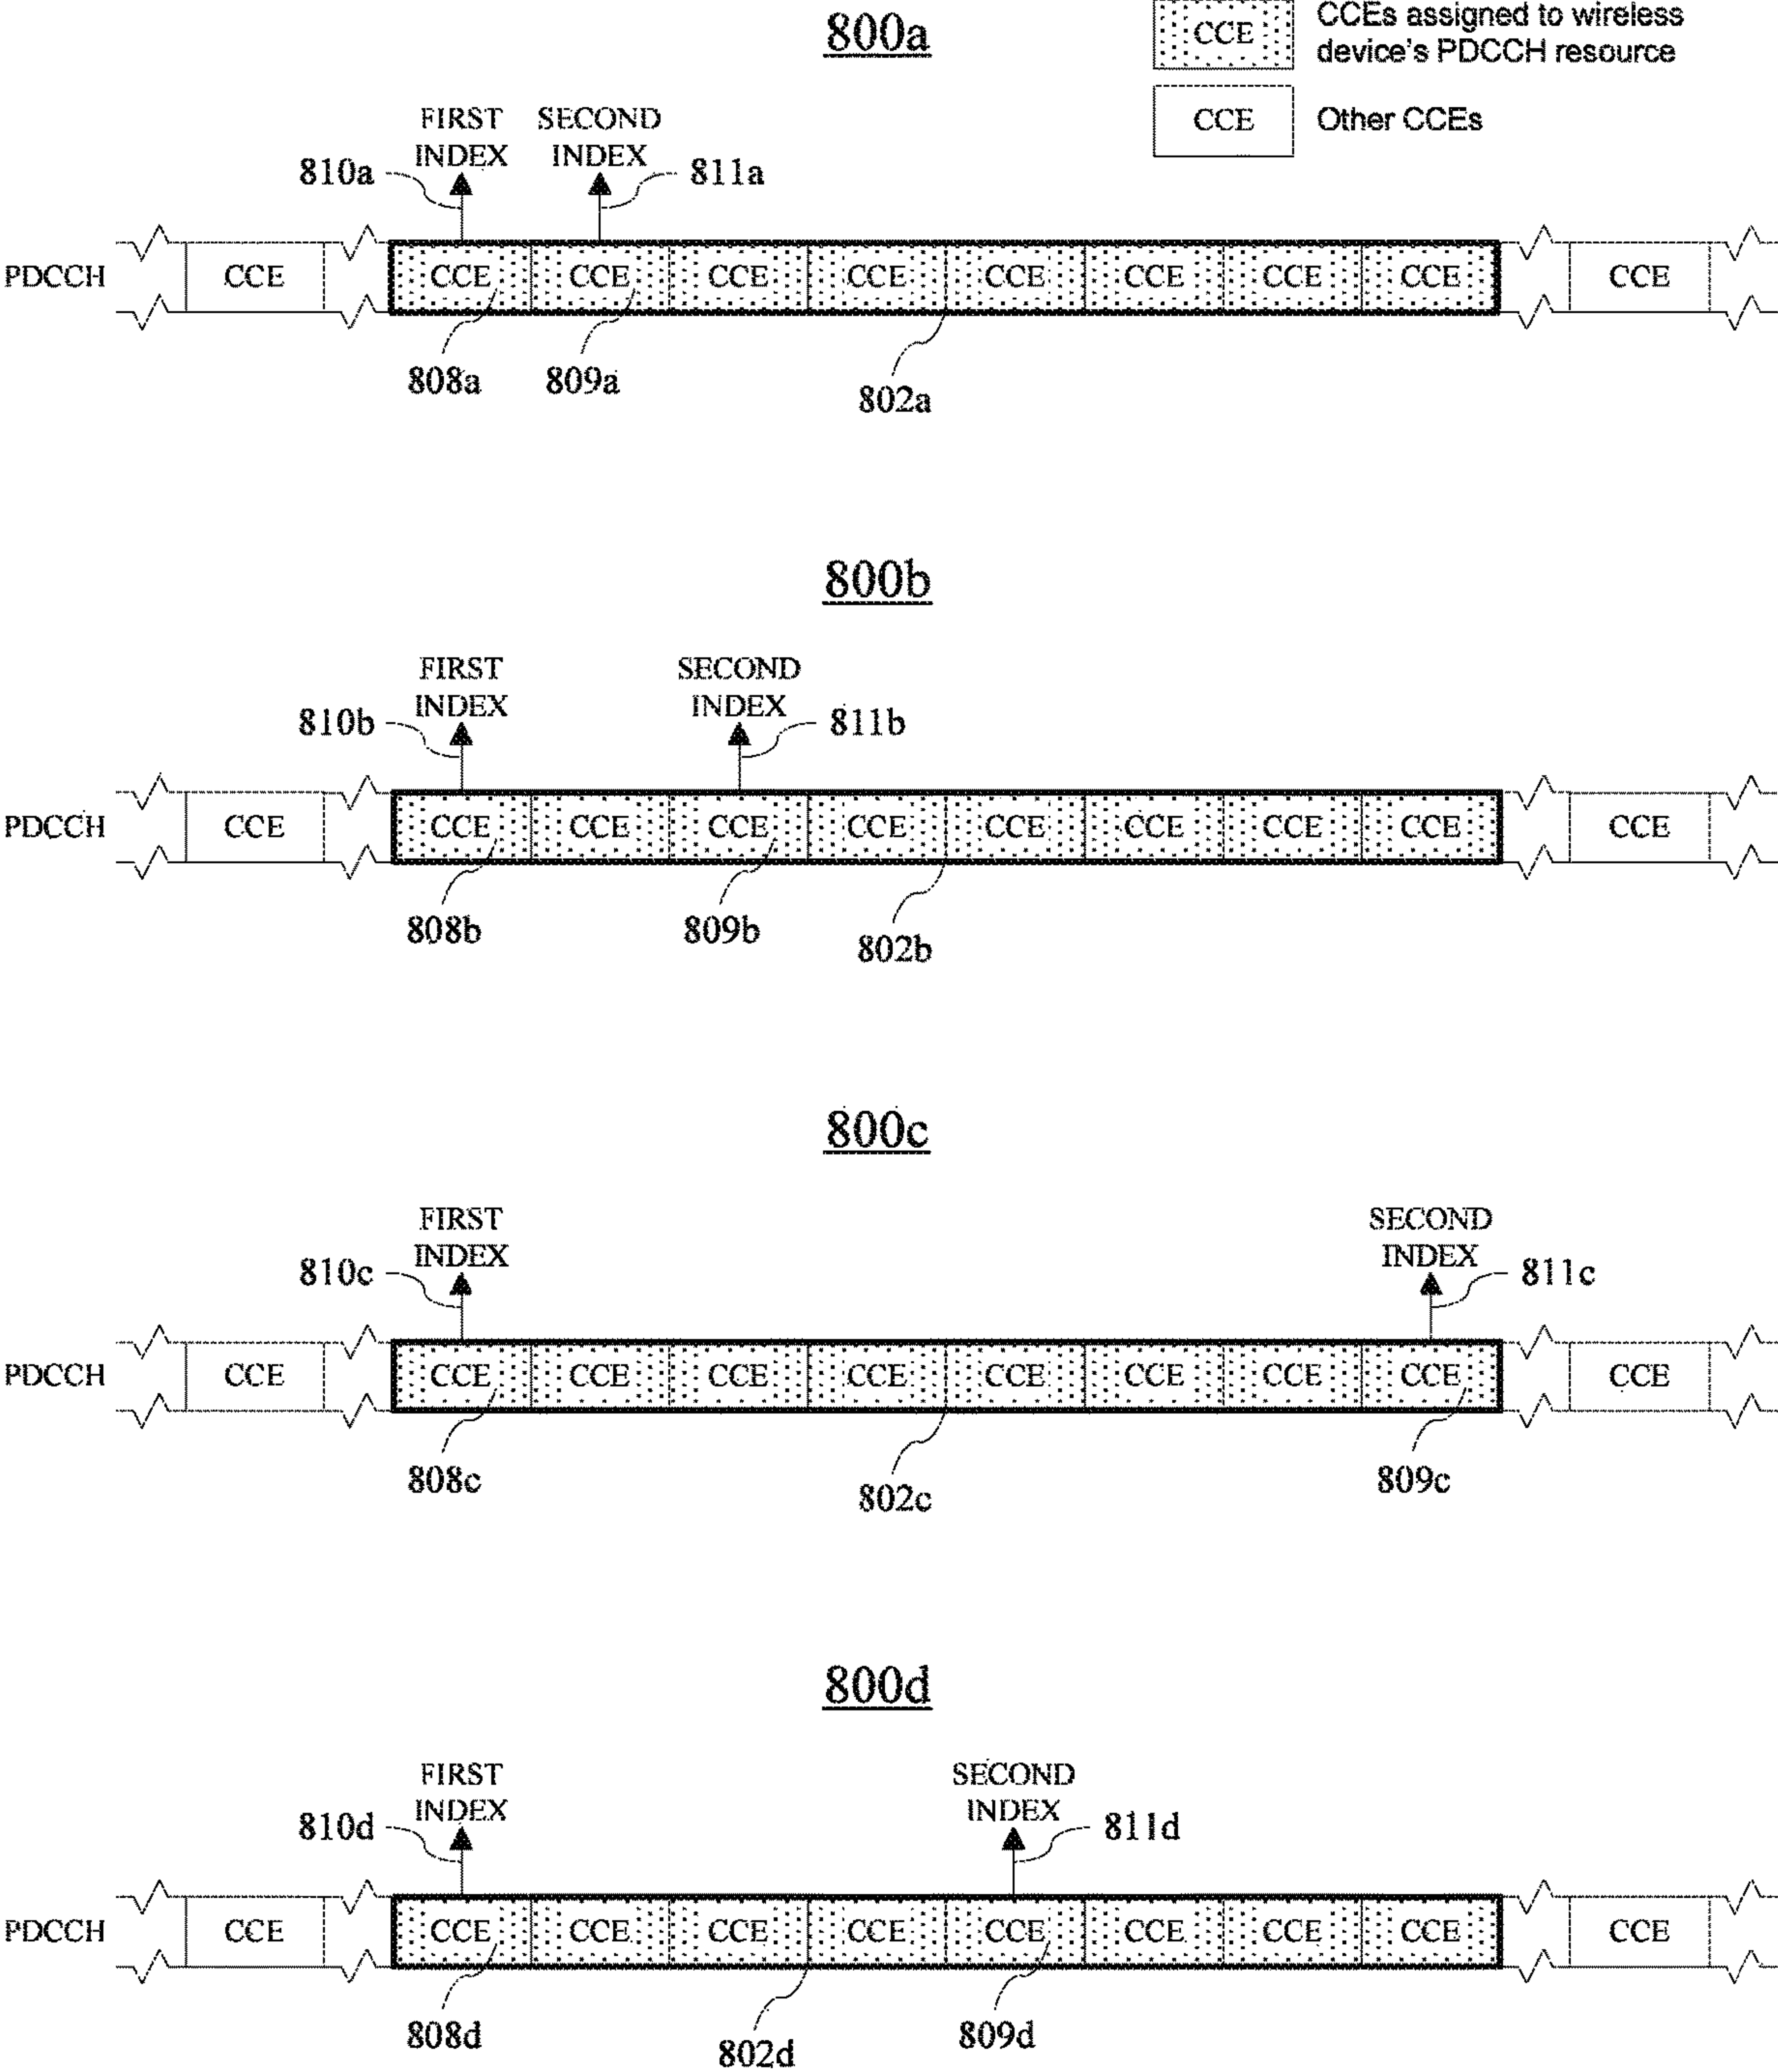 800a
CCE CCEs assigned to wireless
device's PDCCH resource
CCE Other CCEs
FIRST SECOND
INDEX INDEX
810a 811a
PDCCH CCE CCE CCE CCE CCE CCE CCE CCE CCE CCE
808a 809a 802a
800b
FIRST SECOND
INDEX INDEX
810b 811b
PDCCH CCE CCE CCE CCE CCE CCE CCE CCE CCE CCE
808b 809b 802b
800c
FIRST SECOND
INDEX INDEX
810c 811c
PDCCH CCE CCE CCE CCE CCE CCE CCE CCE CCE CCE
808c 802c 809c
800d
FIRST SECOND
INDEX INDEX
810d 811d
PDCCH CCE CCE CCE CCE CCE CCE CCE CCE CCE CCE
808d 802d 809d